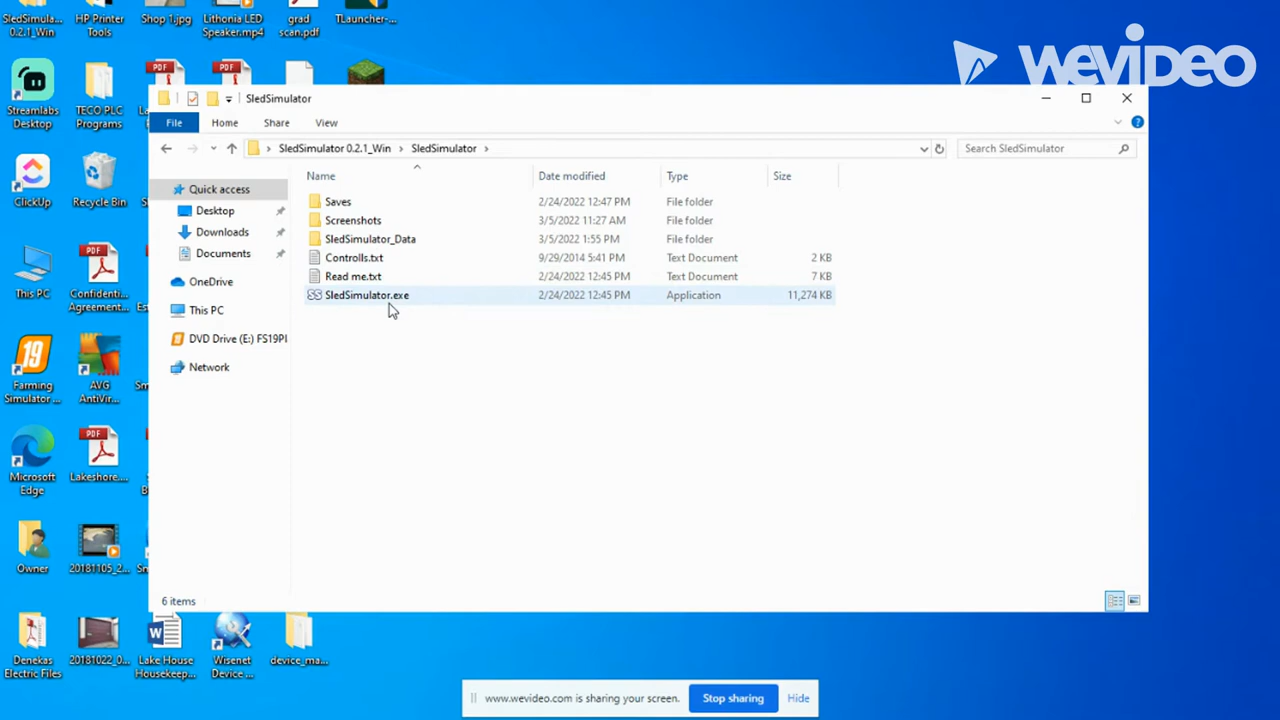 SledSimula...
0.2.1_Win
HP Printer
Tools
Shop 1.jpg
Lithonia LED
Speaker.mp4
grad
scan.pdf
TLauncher-...
wevideo
PDF
PDF
Streamlabs
Desktop
TECO PLC
Programs
SledSimulator
File
Home
Share
View
SledSimulator 0.2.1_Win
SledSimulator
Search SledSimulator
Name
Date modified
Type
Size
Quick access
Desktop
Downloads
Documents
OneDrive
This PC
DVD Drive (E:) FS19PI
Network
Saves
2/24/2022 12:47 PM
File folder
Screenshots
3/5/2022 11:27 AM
File folder
SledSimulator_Data
3/5/2022 1:55 PM
File folder
Controlls.txt
9/29/2014 5:41 PM
Text Document
2 KB
Read me.txt
2/24/2022 12:45 PM
Text Document
7 KB
SS
SledSimulator.exe
2/24/2022 12:45 PM
Application
11,274 KB
ClickUp
Recycle Bin
This PC
PDF
Confidenti...
Agreement...
19
Farming
Simulator ...
AVG
AntiVir...
Microsoft
Edge
PDF
Lakeshore....
Owner
20181105_2...
6 items
Denekas
Electric Files
20181022_0...
Lake House
Housekeep...
Wisenet
Device ...
device_ma...
www.wevideo.com is sharing your screen.
Stop sharing
Hide